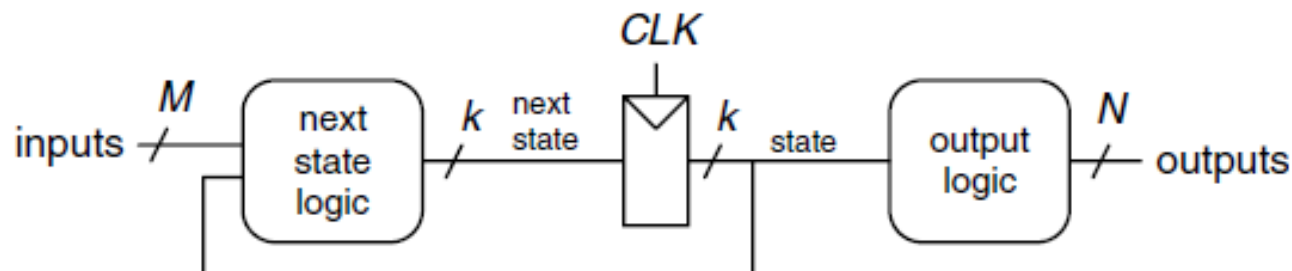 CLK
inputs
M
next
state
logic
k
next
state
k
state
output
logic
N
outputs